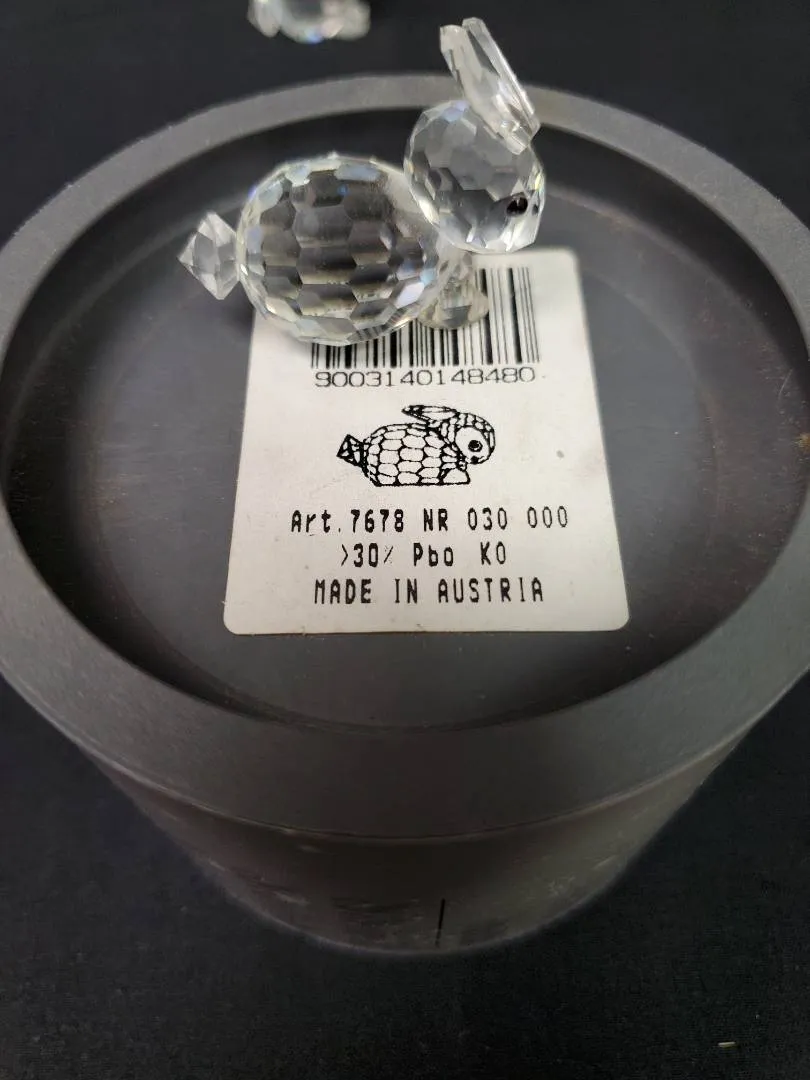 9003140148480
Art.7678 NR 030 000
>30% Pbo KO
MADE IN AUSTRIA